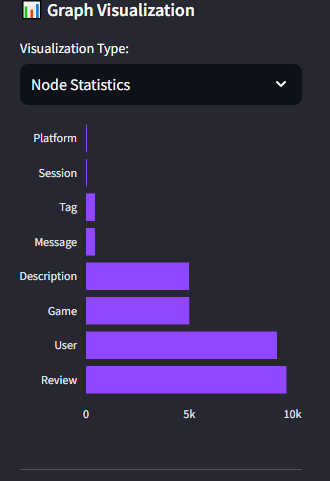 📊 Graph Visualization
Visualization Type:
Node Statistics
Platform
Session
Tag
Message
Description
Game
User
Review
0 5k 10k